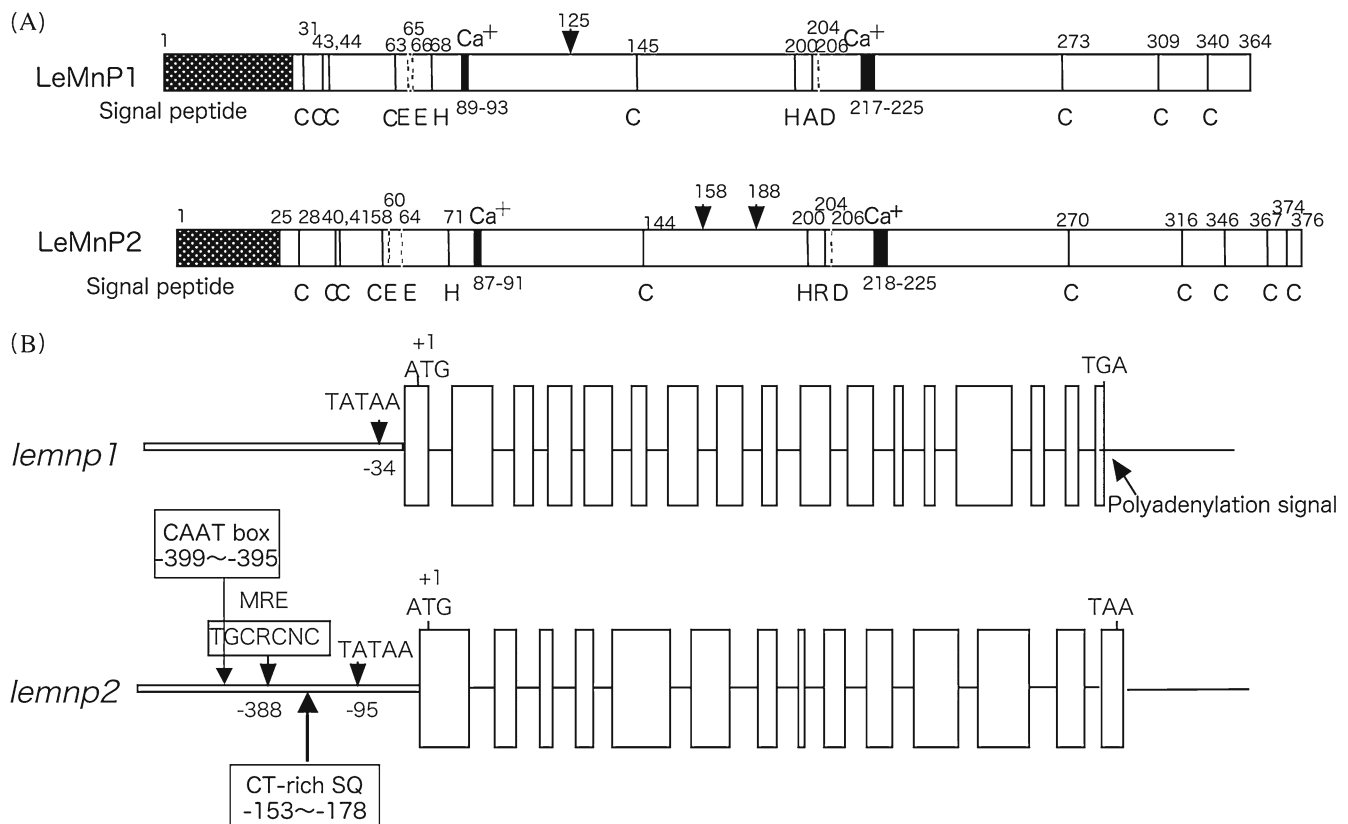 (A)
1 31 43,44 63 65 66 68 Ca+ 125 145 200 204 206 Ca+ 273 309 340 364
LeMnP1
Signal peptide C C C C E E H 89-93 C H A D 217-225 C C C
1 25 28 40,41 58 60 64 71 Ca+ 144 158 188 200 204 206 Ca+ 270 316 346 367 374 376
LeMnP2
Signal peptide C C C C E E H 87-91 C H R D 218-225 C C C C C
(B)
+1
ATG TGA
TATAA
lemnp1
-34
Polyadenylation signal
CAAT box
-399～-395
+1
MRE ATG TAA
TGCRCNC TATAA
lemnp2
-388 -95
CT-rich SQ
-153～-178